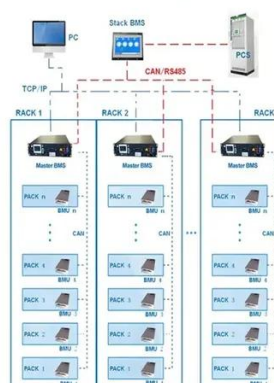 Stack BMS
PC
PCS
CAN/RS485
TCP/IP
RACK 1
RACK 2
RACK
Master BMS
Master BMS
Master BMS
PACK n
BMU n
PACK n
BMU n
PACK n
BMU n
CAN
CAN
CAN
PACK 4
BMU 4
PACK 4
BMU 4
PACK 4
BMU 4
PACK 3
BMU 3
PACK 3
BMU 3
PACK 3
BMU 3
PACK 2
BMU 2
PACK 2
BMU 2
PACK 2
BMU 2
PACK 1
PACK 1
PACK 1